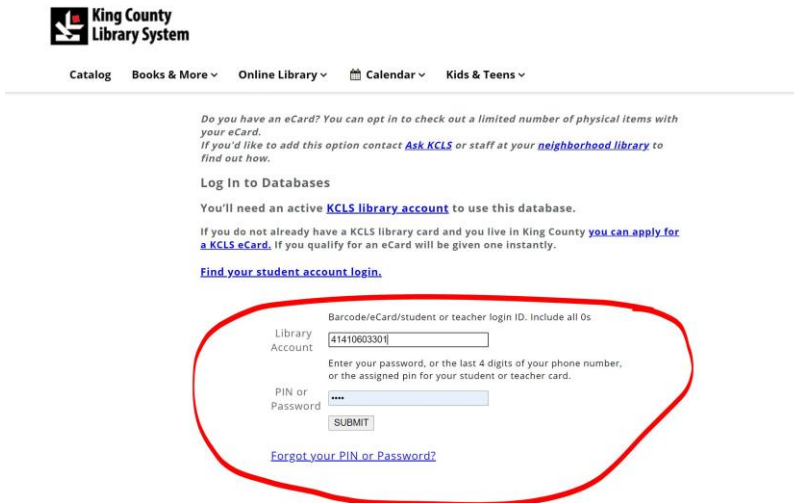 King County
Library System
Catalog Books & More Online Library Calendar Kids & Teens
Do you have an eCard? You can opt in to check out a limited number of physical items with
your eCard.
If you'd like to add this option contact Ask KCLS or staff at your neighborhood library to
find out how.
Log In to Databases
You'll need an active KCLS library account to use this database.
If you do not already have a KCLS library card and you live in King County you can apply for
a KCLS eCard. If you qualify for an eCard will be given one instantly.
Find your student account login.
Barcode/eCard/student or teacher login ID. Include all 0s
Library
Account
41410603301
Enter your password, or the last 4 digits of your phone number,
or the assigned pin for your student or teacher card.
PIN or
Password
••••
SUBMIT
Forgot your PIN or Password?